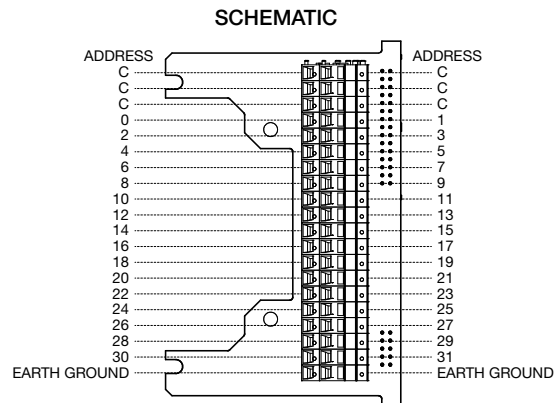 SCHEMATIC
ADDRESS ADDRESS
C C
C C
C C
0 1
2 3
4 5
6 7
8 9
10 11
12 13
14 15
16 17
18 19
20 21
22 23
24 25
26 27
28 29
30 31
EARTH GROUND EARTH GROUND